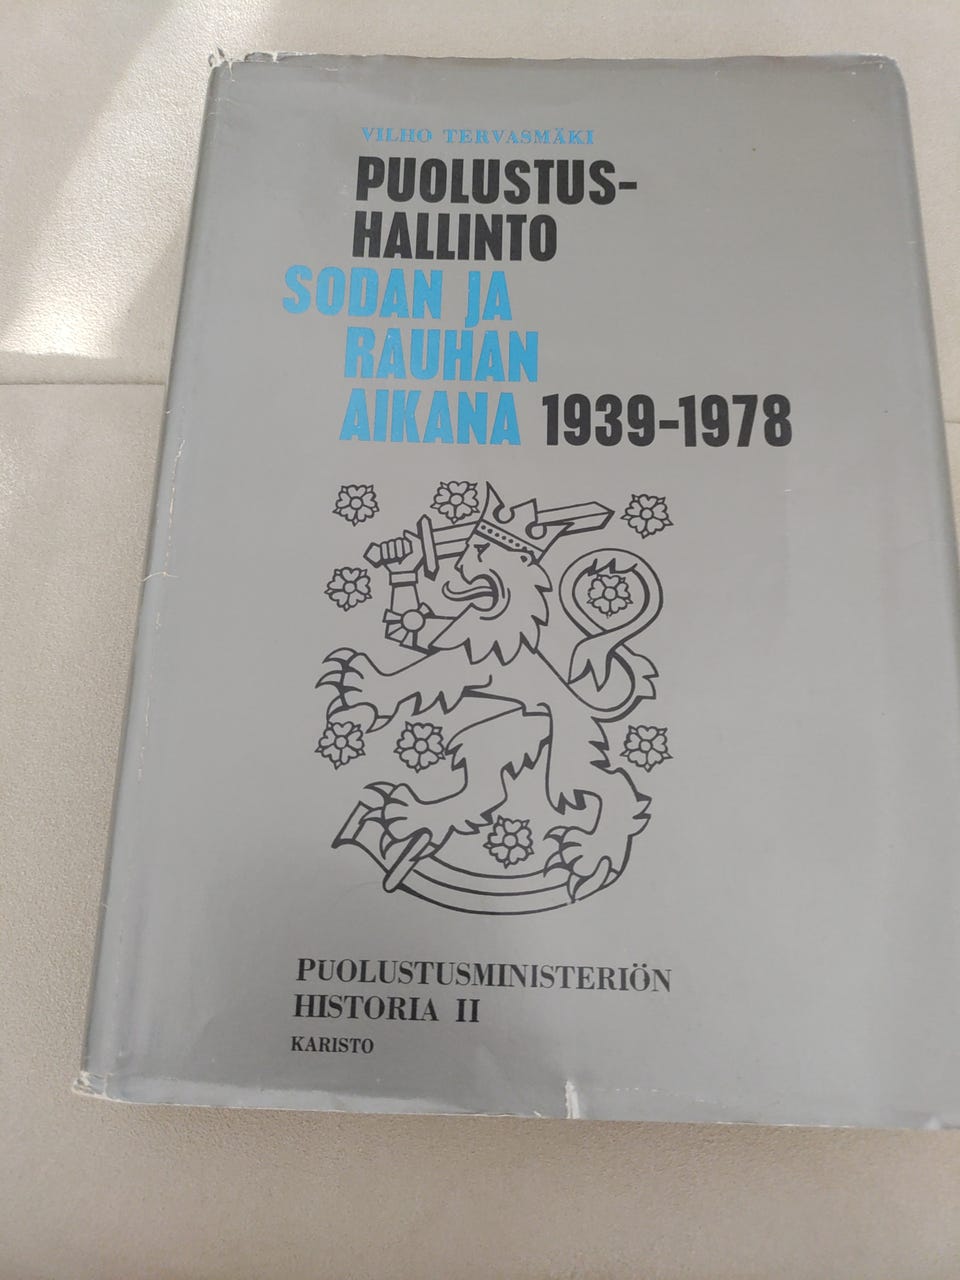 VILHO TERVASMÄKI
PUOLUSTUS-
HALLINTO
SODAN JA
RAUHAN
AIKANA 1939-1978
PUOLUSTUSMINISTERIÖN
HISTORIA II
KARISTO